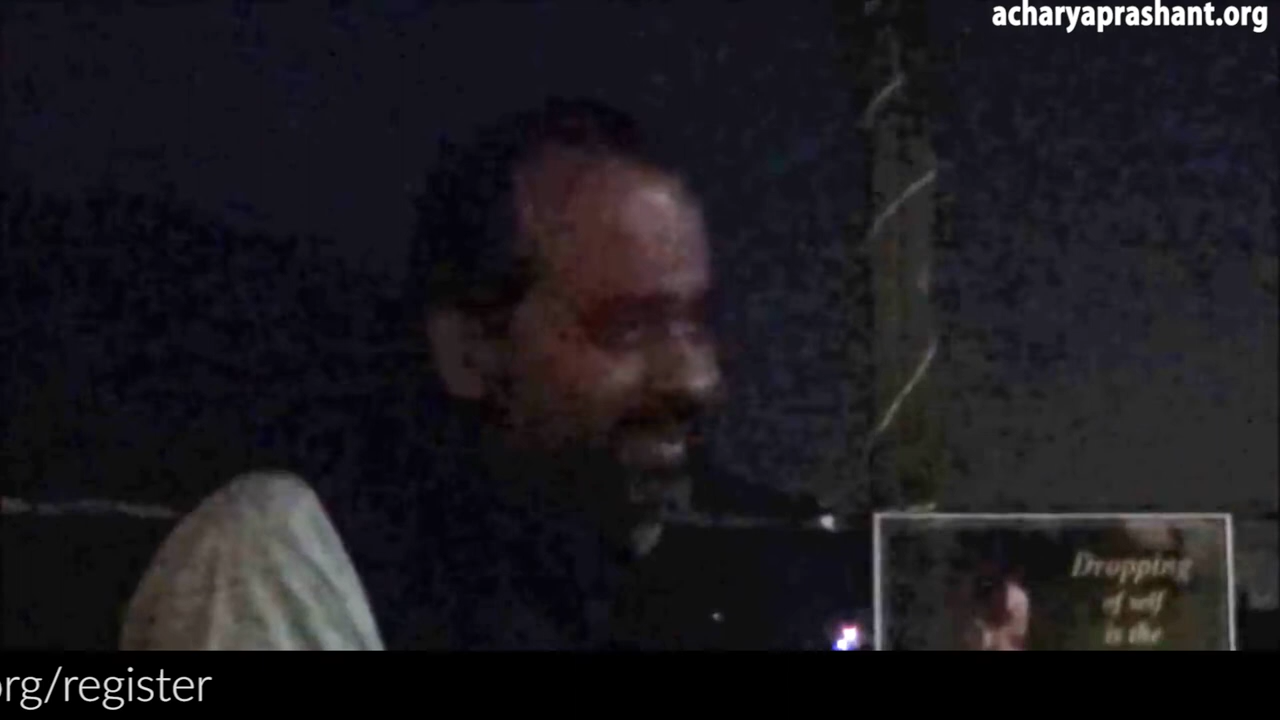 acharyaprashant.org
Dropping
of self
is the
org/register